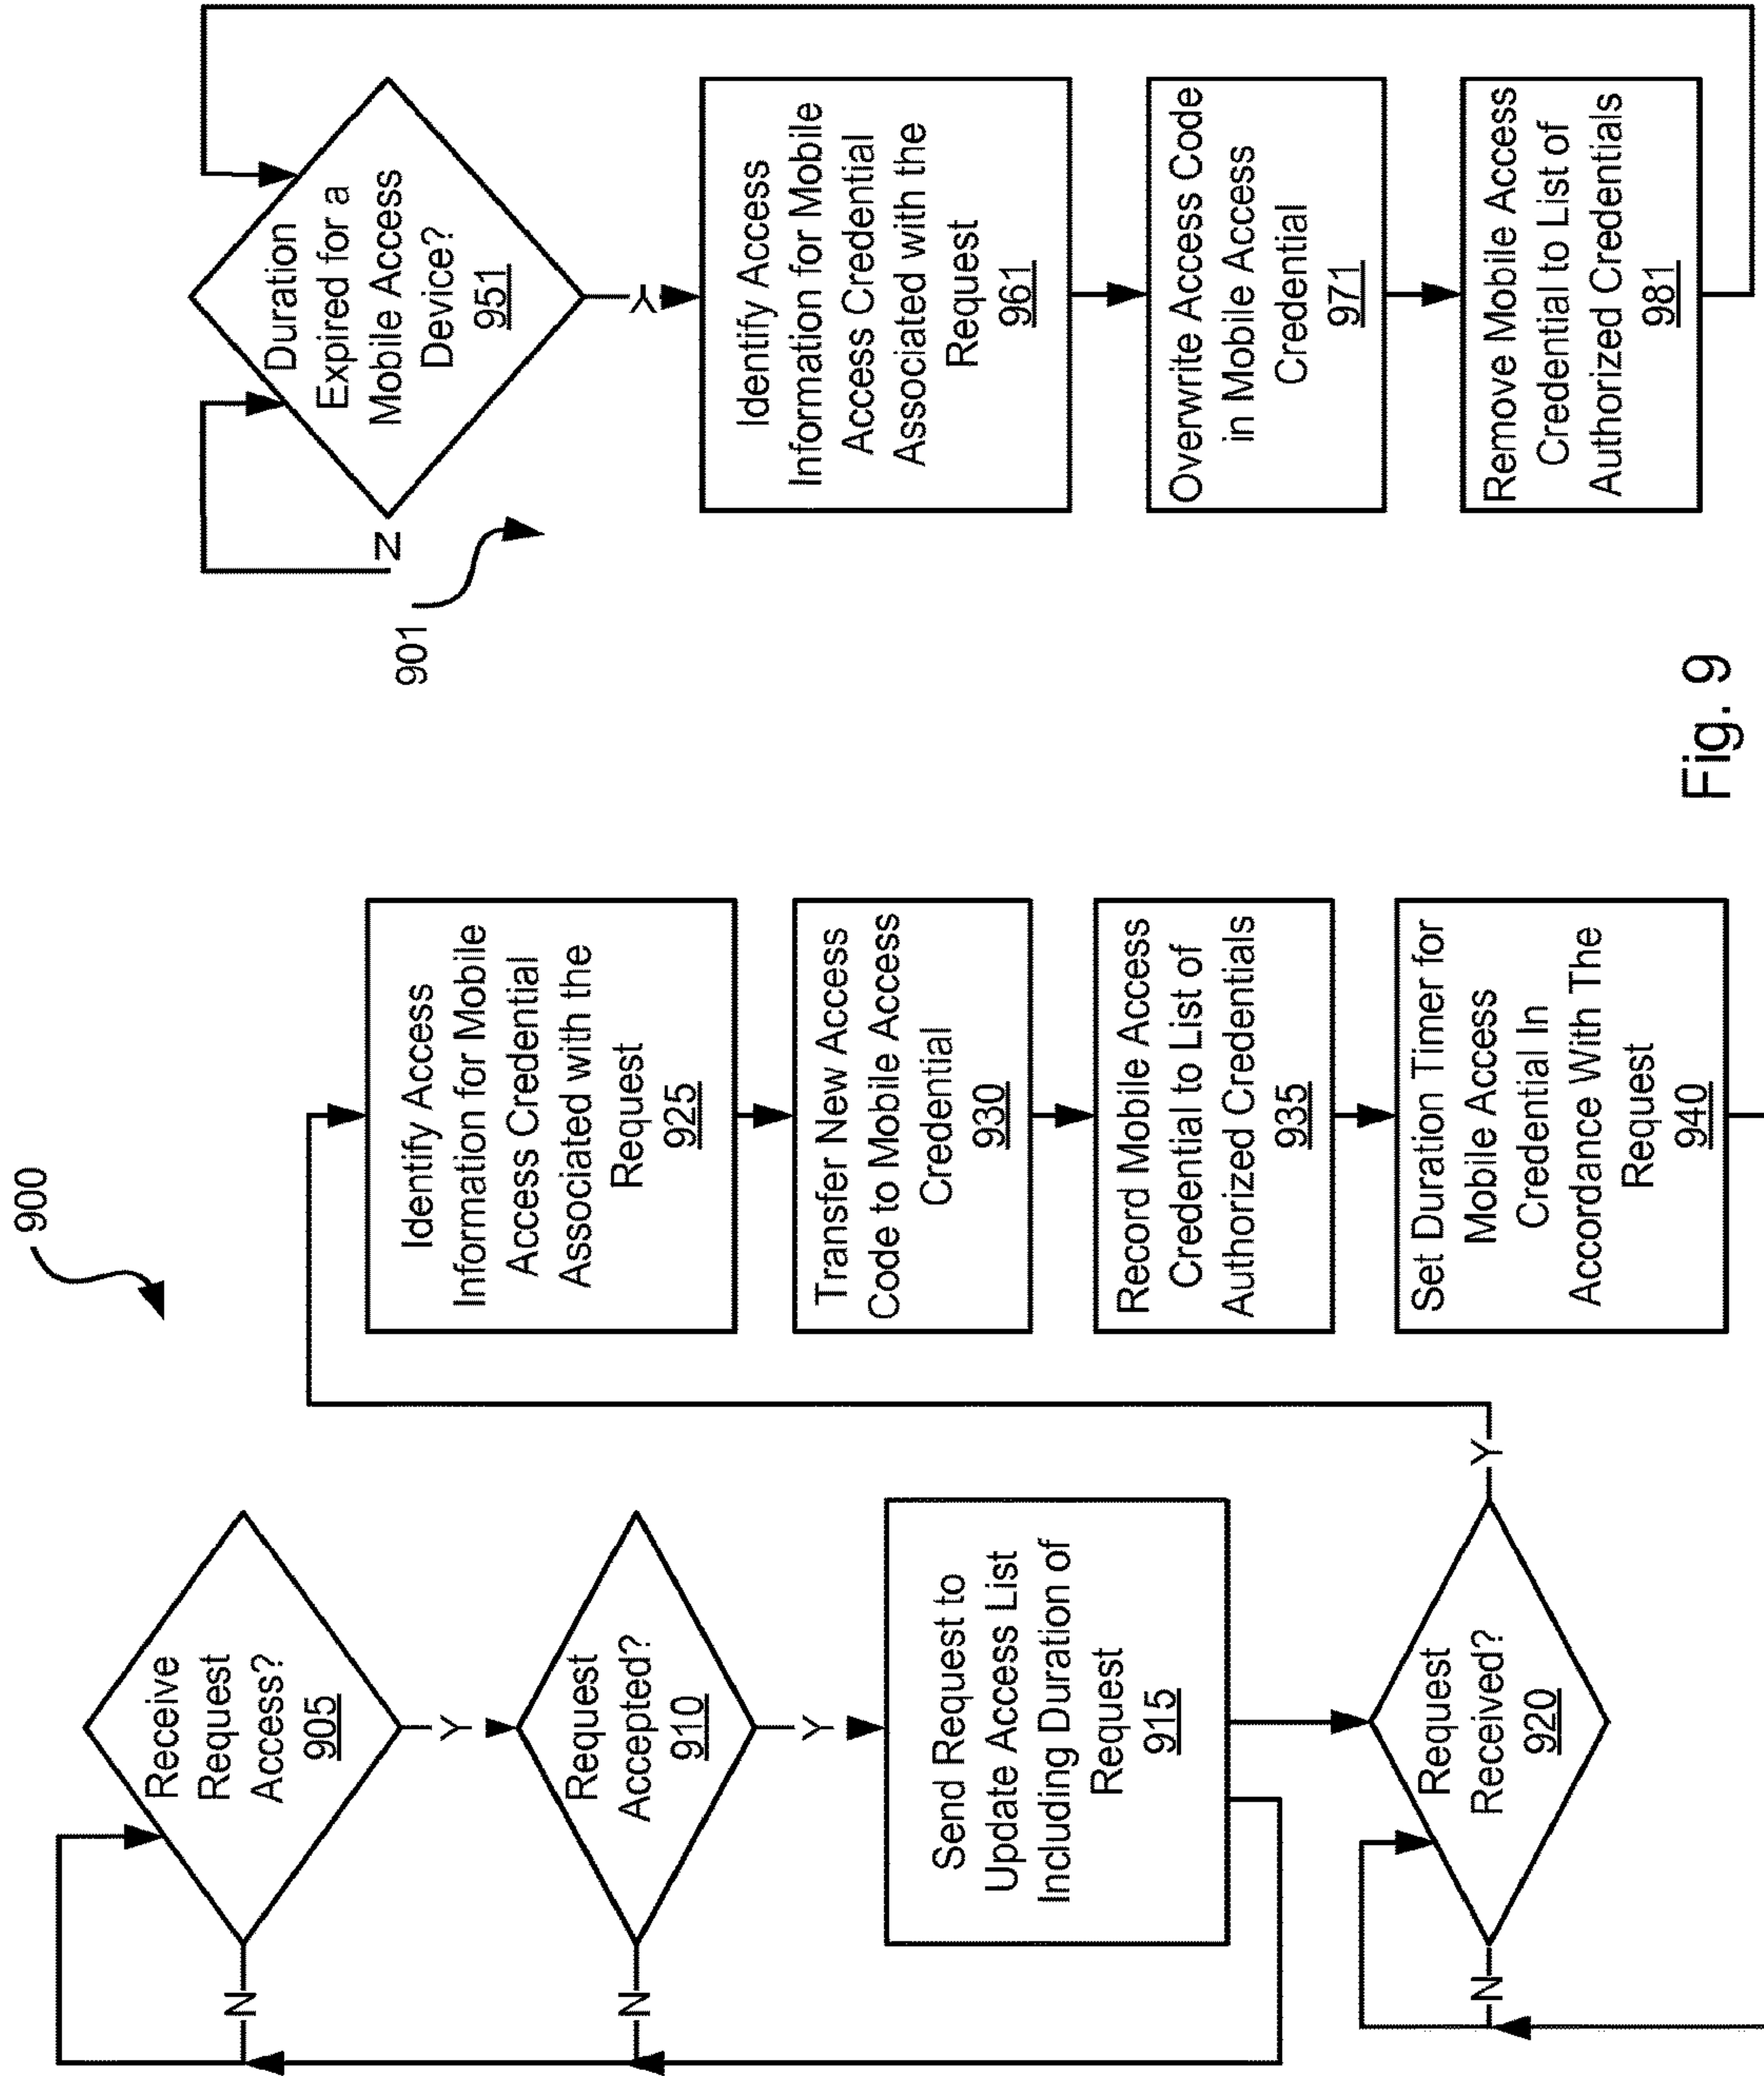 900
Receive
Request
Access?
905
N
Y
Request
Accepted?
910
N
Y
Send Request to
Update Access List
Including Duration of
Request
915
Request
Received?
920
N
Y
Identify Access
Information for Mobile
Access Credential
Associated with the
Request
925
Transfer New Access
Code to Mobile Access
Credential
930
Record Mobile Access
Credential to List of
Authorized Credentials
935
Set Duration Timer for
Mobile Access
Credential In
Accordance With The
Request
940
901
Duration
Expired for a
Mobile Access
Device?
951
N
Y
Identify Access
Information for Mobile
Access Credential
Associated with the
Request
961
Overwrite Access Code
in Mobile Access
Credential
971
Remove Mobile Access
Credential to List of
Authorized Credentials
981
Fig. 9